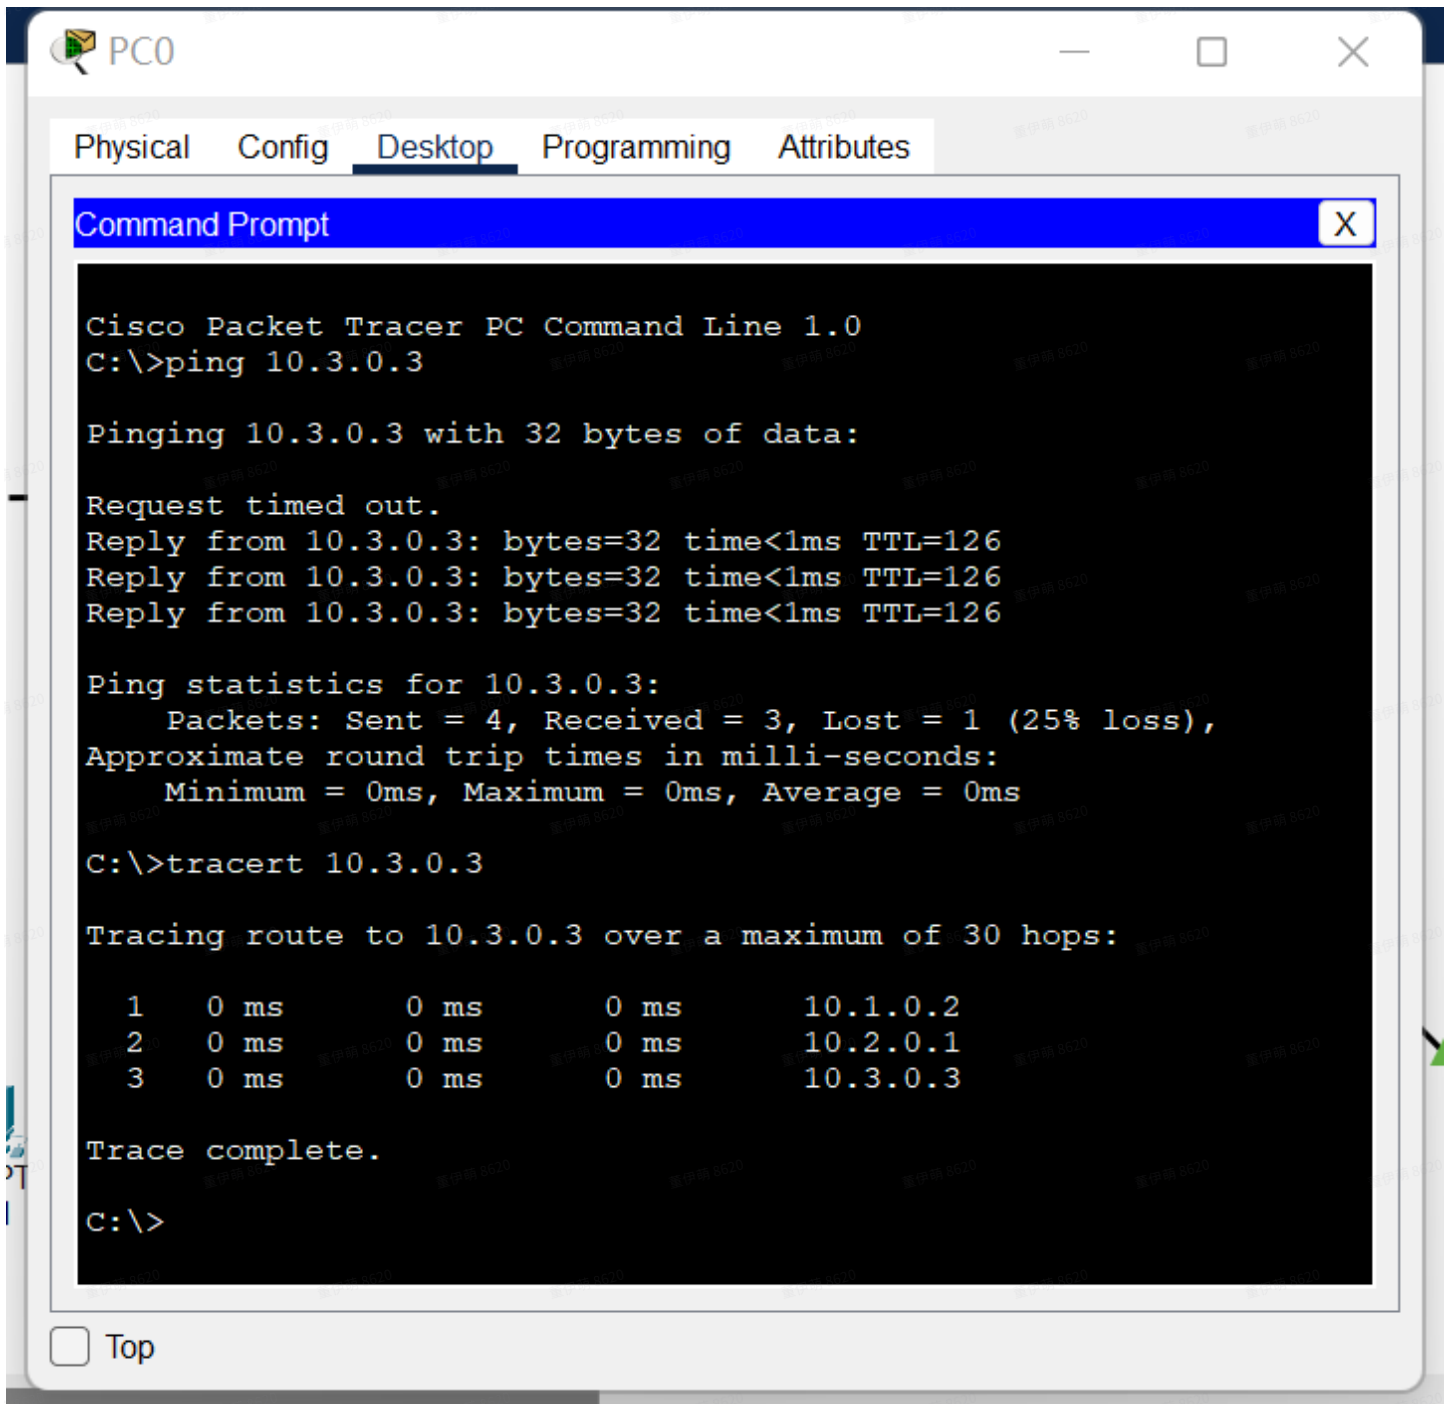 PC0
Physical Config Desktop Programming Attributes
Command Prompt X
Cisco Packet Tracer PC Command Line 1.0
C:\>ping 10.3.0.3
Pinging 10.3.0.3 with 32 bytes of data:
Request timed out.
Reply from 10.3.0.3: bytes=32 time<1ms TTL=126
Reply from 10.3.0.3: bytes=32 time<1ms TTL=126
Reply from 10.3.0.3: bytes=32 time<1ms TTL=126
Ping statistics for 10.3.0.3:
Packets: Sent = 4, Received = 3, Lost = 1 (25% loss),
Approximate round trip times in milli-seconds:
Minimum = 0ms, Maximum = 0ms, Average = 0ms
C:\>tracert 10.3.0.3
Tracing route to 10.3.0.3 over a maximum of 30 hops:
1 0 ms 0 ms 0 ms 10.1.0.2
2 0 ms 0 ms 0 ms 10.2.0.1
3 0 ms 0 ms 0 ms 10.3.0.3
Trace complete.
C:\>
Top